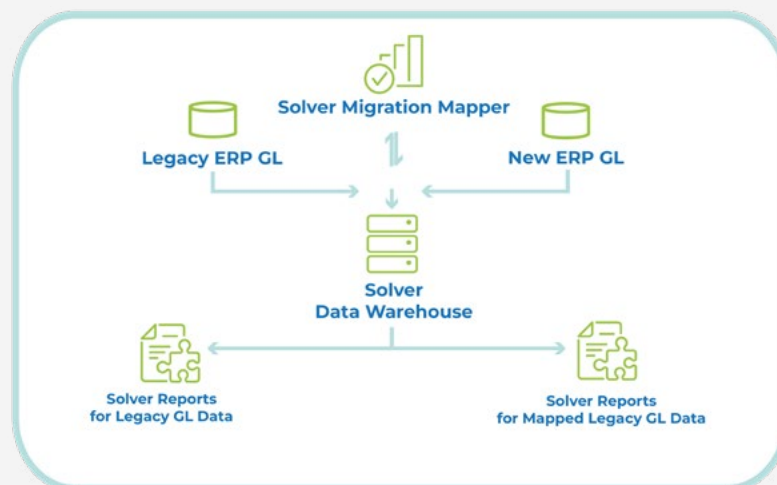 Solver Migration Mapper
Legacy ERP GL
New ERP GL
Solver
Data Warehouse
Solver Reports
for Legacy GL Data
Solver Reports
for Mapped Legacy GL Data